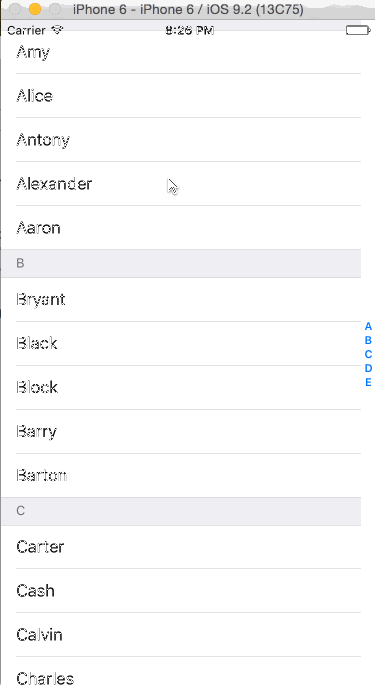 iPhone 6 - iPhone 6 / iOS 9.2 (13C75)
Carrier 8:26 PM
Amy
Alice
Antony
Alexander
Aaron
B
Bryant
Black
Block
Barry
Barton
C
Carter
Cash
Calvin
Charles
A
B
C
D
E